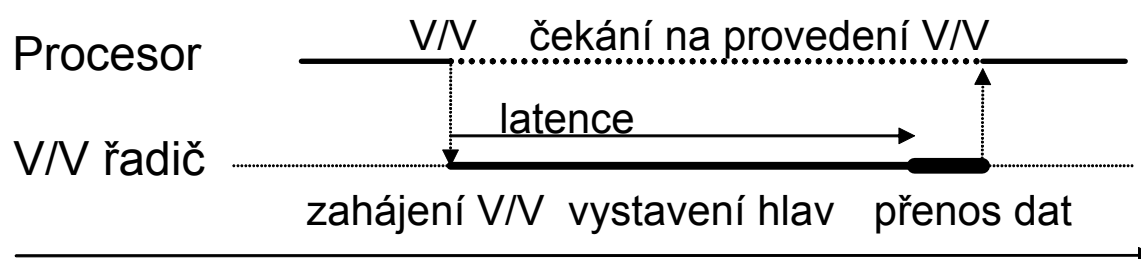 V/V čekání na provedení V/V
Procesor
latence
V/V řadič
zahájení V/V vystavení hlav přenos dat